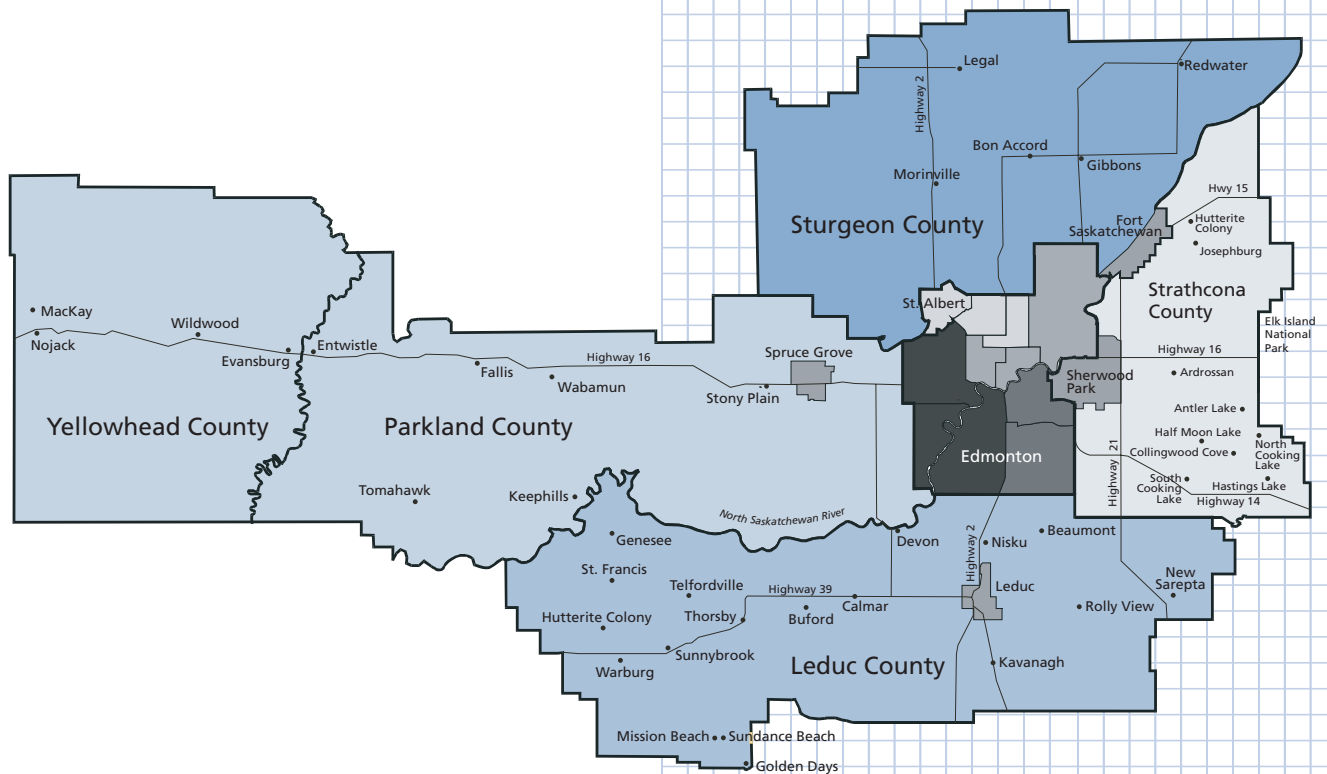 Legal
Redwater
Highway 2
Bon Accord
Gibbons
Morinville
Hwy 15
Sturgeon County
Fort
Saskatchewan
Hutterite
Colony
Josephburg
Strathcona
County
St. Albert
MacKay
Nojack
Wildwood
Evansburg
Entwistle
Highway 16
Fallis
Wabamun
Spruce Grove
Stony Plain
Elk Island
National
Park
Highway 16
Sherwood
Park
Ardrossan
Antler Lake
Yellowhead County
Parkland County
Edmonton
Half Moon Lake
Collingwood Cove
North
Cooking
Lake
Highway 21
South
Cooking
Lake
Hastings Lake
Highway 14
Tomahawk
Keephills
North Saskatchewan River
Genesee
Devon
Highway 2
Nisku
Beaumont
St. Francis
Telfordville
Highway 39
Calmar
Leduc
New
Sarepta
Hutterite Colony
Thorsby
Buford
Rolly View
Sunnybrook
Warburg
Leduc County
Kavanagh
Mission Beach
Sundance Beach
Golden Days